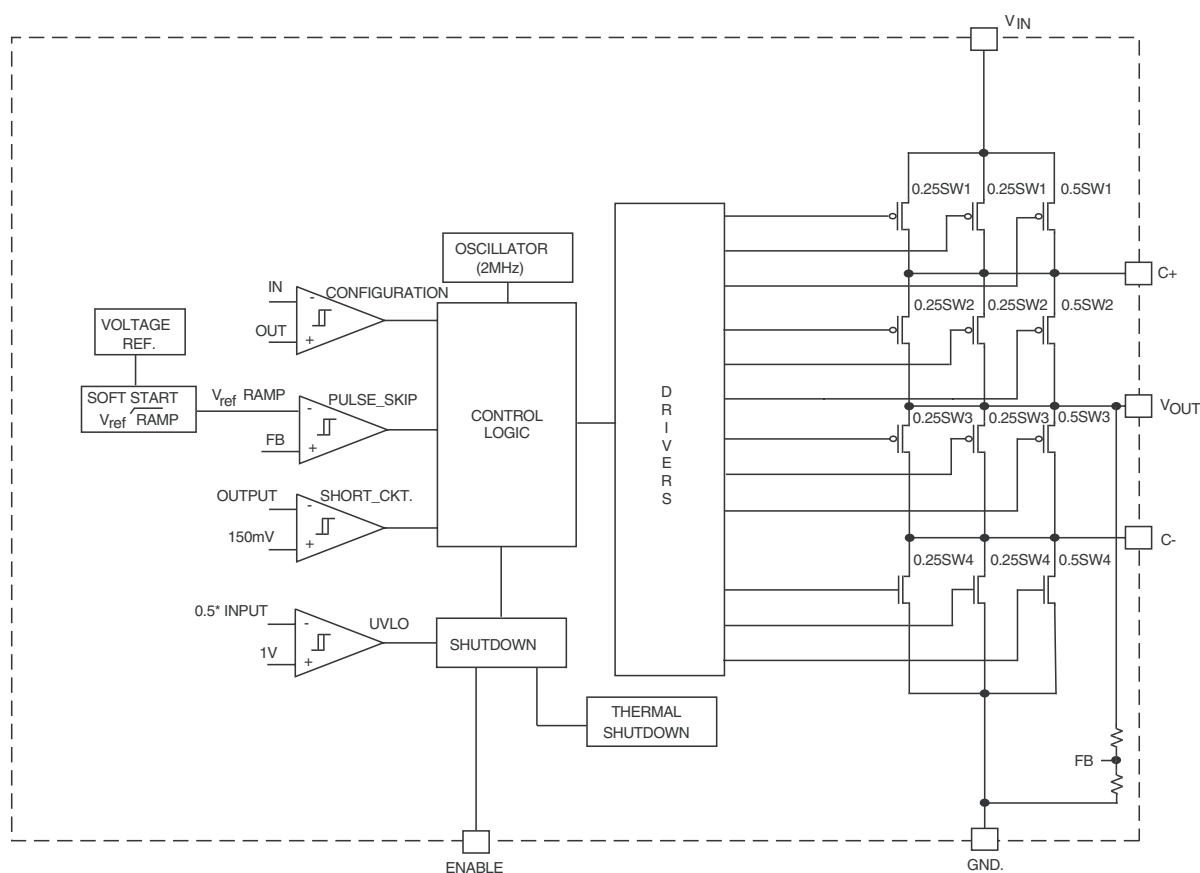 VIN
0.25SW1 0.25SW1 0.5SW1
OSCILLATOR
(2MHz)
C+
IN
-
CONFIGURATION
OUT
+
0.25SW2 0.25SW2 0.5SW2
VOLTAGE
REF.
SOFT START
Vref RAMP
Vref RAMP
-
PULSE_SKIP
FB
+
CONTROL
LOGIC
DRIVERS
VOUT
0.25SW3 0.25SW3 0.5SW3
OUTPUT
-
SHORT_CKT.
150mV
+
C-
0.25SW4 0.25SW4 0.5SW4
0.5* INPUT
-
UVLO
1V
+
SHUTDOWN
THERMAL
SHUTDOWN
FB
ENABLE
GND.